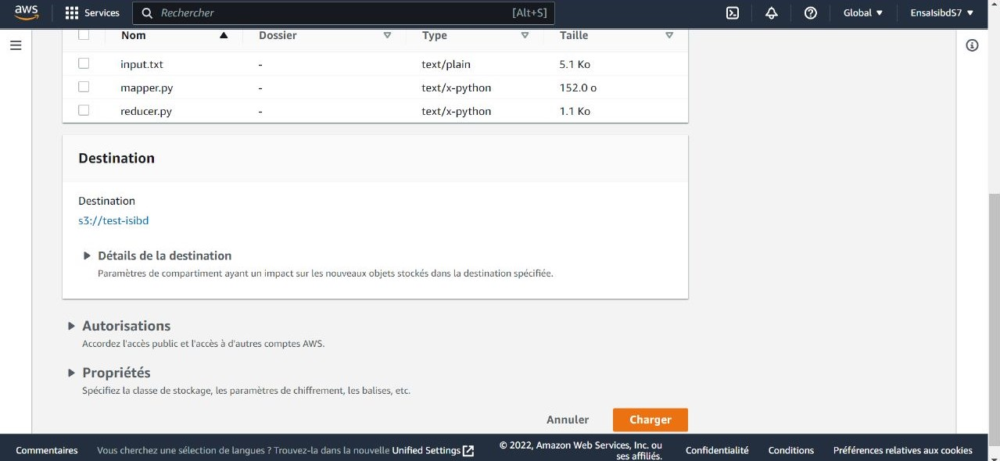 aws Services Rechercher [Alt+S] Global EnsaIsibdS7
Nom Dossier Type Taille
input.txt - text/plain 5.1 Ko
mapper.py - text/x-python 152.0 o
reducer.py - text/x-python 1.1 Ko
Destination
Destination
s3://test-isibd
Détails de la destination
Paramètres de compartiment ayant un impact sur les nouveaux objets stockés dans la destination spécifiée.
Autorisations
Accordez l'accès public et l'accès à d'autres comptes AWS.
Propriétés
Spécifiez la classe de stockage, les paramètres de chiffrement, les balises, etc.
Annuler Charger
Commentaires Vous cherchez une sélection de langues ? Trouvez-la dans la nouvelle Unified Settings © 2022, Amazon Web Services, Inc. ou
ses affiliés. Confidentialité Conditions Préférences relatives aux cookies